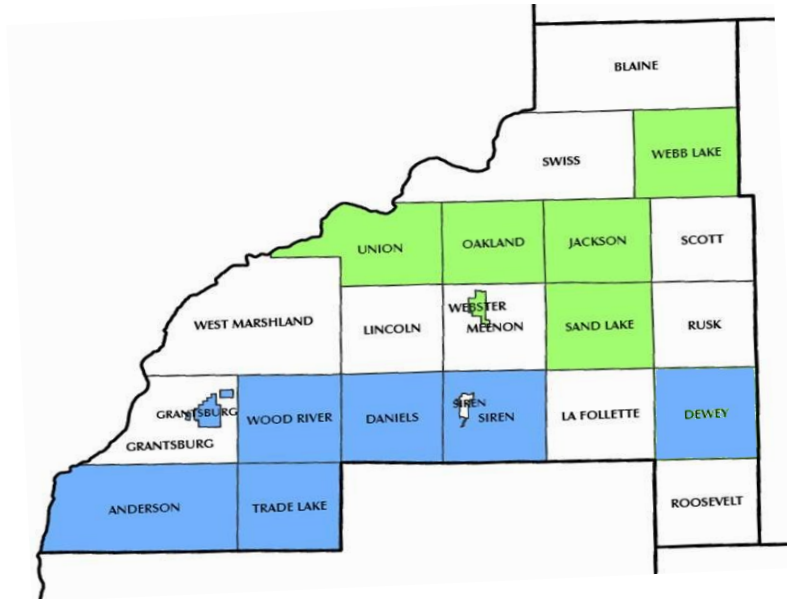 BLAINE
SWISS
WEBB LAKE
UNION
OAKLAND
JACKSON
SCOTT
WEST MARSHLAND
LINCOLN
WEBSTER
MEENON
SAND LAKE
RUSK
GRANTSBURG
GRANTSBURG
WOOD RIVER
DANIELS
SIREN
SIREN
LA FOLLETTE
DEWEY
ANDERSON
TRADE LAKE
ROOSEVELT